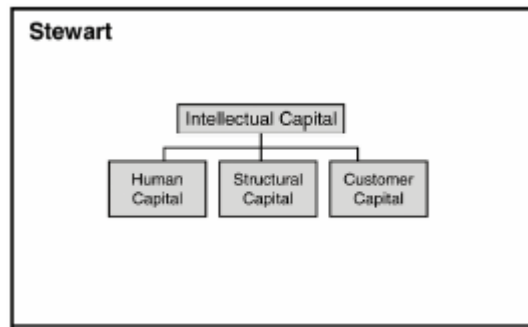 Stewart
Intellectual Capital
Human
Capital
Structural
Capital
Customer
Capital